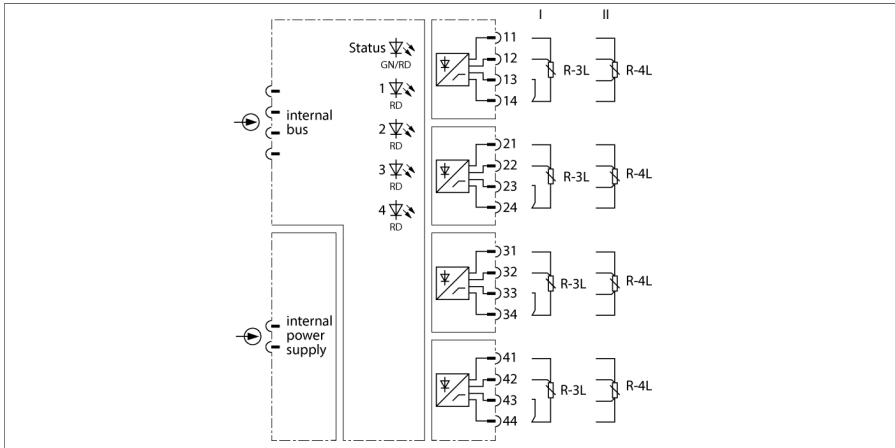 I II
Status
GN/RD
1
RD
2
RD
3
RD
4
RD
internal
bus
internal
power
supply
11
12
13
14
R-3L R-4L
21
22
23
24
R-3L R-4L
31
32
33
34
R-3L R-4L
41
42
43
44
R-3L R-4L